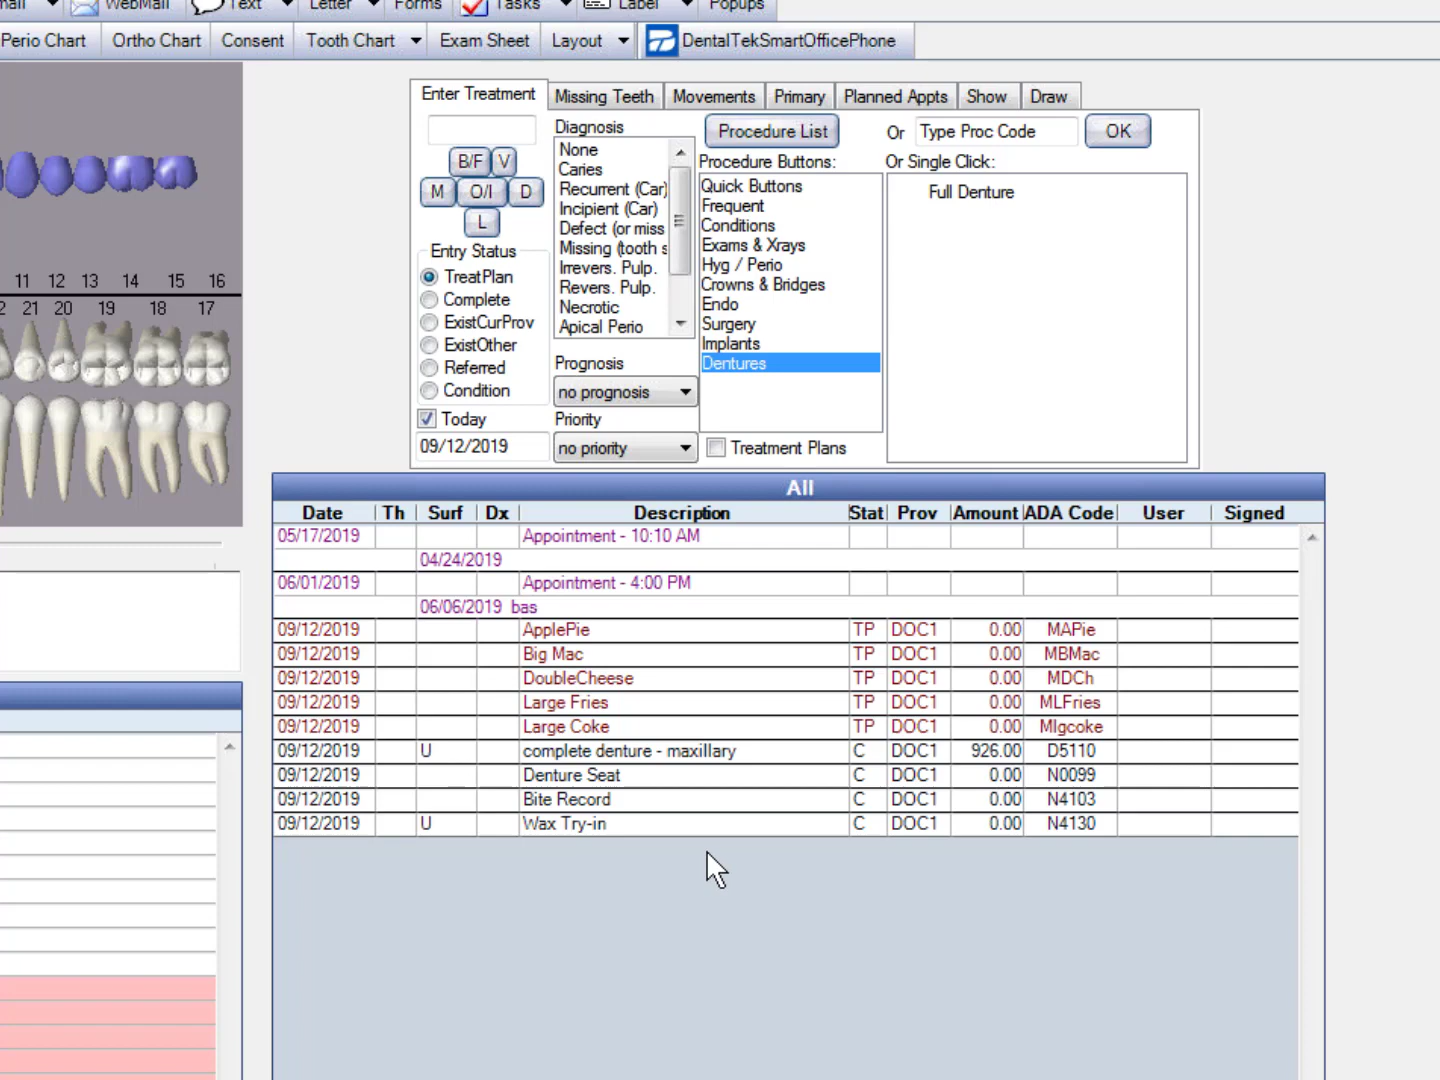 WebMail Text Letter Forms Tasks Label Popups
Perio Chart Ortho Chart Consent Tooth Chart Exam Sheet Layout DentalTekSmartOfficePhone
Enter Treatment Missing Teeth Movements Primary Planned Appts Show Draw
Diagnosis
Procedure List Or Type Proc Code OK
None
Caries
Recurrent (Car)
Incipient (Car)
Defect (or miss
Missing (tooth s
Irrevers. Pulp.
Revers. Pulp.
Necrotic
Apical Perio
Procedure Buttons:
Or Single Click:
Quick Buttons
Frequent
Conditions
Exams & Xrays
Hyg / Perio
Crowns & Bridges
Endo
Surgery
Implants
Dentures
Full Denture
B/F V
M O/I D
L
Entry Status
TreatPlan
Complete
ExistCurProv
ExistOther
Referred
Condition
Today
09/12/2019
Prognosis
no prognosis
Priority
no priority
Treatment Plans
11 12 13 14 15 16
2 21 20 19 18 17
All
Date Th Surf Dx Description Stat Prov Amount ADA Code User Signed
05/17/2019 Appointment - 10:10 AM
04/24/2019
06/01/2019 Appointment - 4:00 PM
06/06/2019 bas
09/12/2019 ApplePie TP DOC1 0.00 MAPie
09/12/2019 Big Mac TP DOC1 0.00 MBMac
09/12/2019 DoubleCheese TP DOC1 0.00 MDCh
09/12/2019 Large Fries TP DOC1 0.00 MLFries
09/12/2019 Large Coke TP DOC1 0.00 Mlgcoke
09/12/2019 U complete denture - maxillary C DOC1 926.00 D5110
09/12/2019 Denture Seat C DOC1 0.00 N0099
09/12/2019 Bite Record C DOC1 0.00 N4103
09/12/2019 U Wax Try-in C DOC1 0.00 N4130